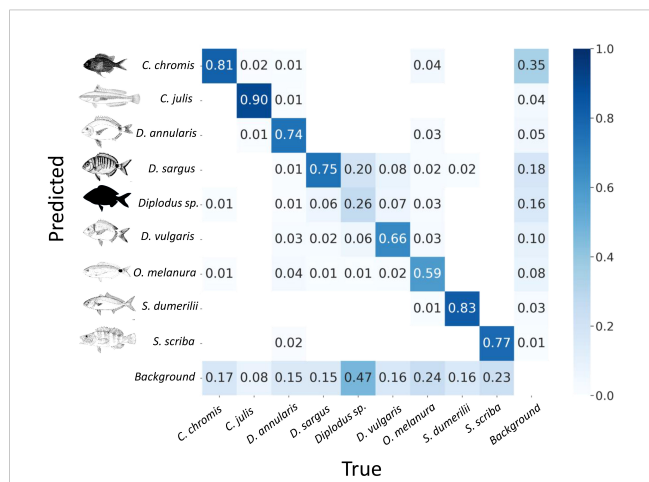 1.0
C. chromis 0.81 0.02 0.01 0.04 0.35
C. julis 0.90 0.01 0.04
0.8
D. annularis 0.01 0.74 0.03 0.05
D. sargus 0.01 0.75 0.20 0.08 0.02 0.02 0.18
0.6
Predicted
Diplodus sp. 0.01 0.01 0.06 0.26 0.07 0.03 0.16
D. vulgaris 0.03 0.02 0.06 0.66 0.03 0.10
0.4
O. melanura 0.01 0.04 0.01 0.01 0.02 0.59 0.08
S. dumerilii 0.01 0.83 0.03
0.2
S. scriba 0.02 0.77 0.01
Background 0.17 0.08 0.15 0.15 0.47 0.16 0.24 0.16 0.23
0.0
C. chromis C. julis D. annularis D. sargus Diplodus sp. D. vulgaris O. melanura S. dumerilii S. scriba Background
True